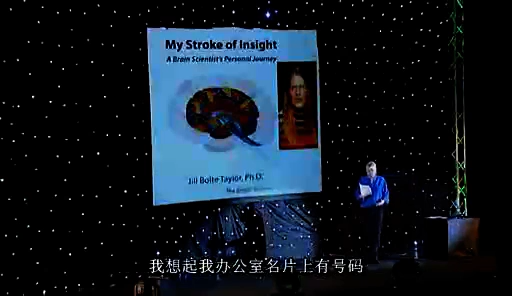 My Stroke of Insight
A Brain Scientist's Personal Journey
Jill Bolte Taylor, Ph.D.
我想起我办公室名片上有号码